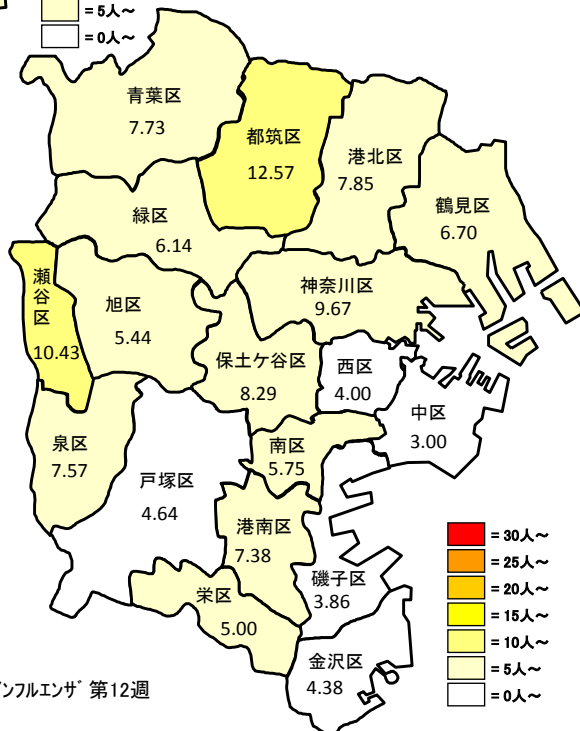 = 5人～
= 0人～
青葉区
7.73
都筑区
12.57
港北区
7.85
鶴見区
6.70
緑区
6.14
瀬谷区
10.43
旭区
5.44
神奈川区
9.67
保土ケ谷区
8.29
西区
4.00
中区
3.00
泉区
7.57
戸塚区
4.64
南区
5.75
港南区
7.38
磯子区
3.86
栄区
5.00
金沢区
4.38
= 30人～
= 25人～
= 20人～
= 15人～
= 10人～
= 5人～
= 0人～
ンフルエンザ 第12週